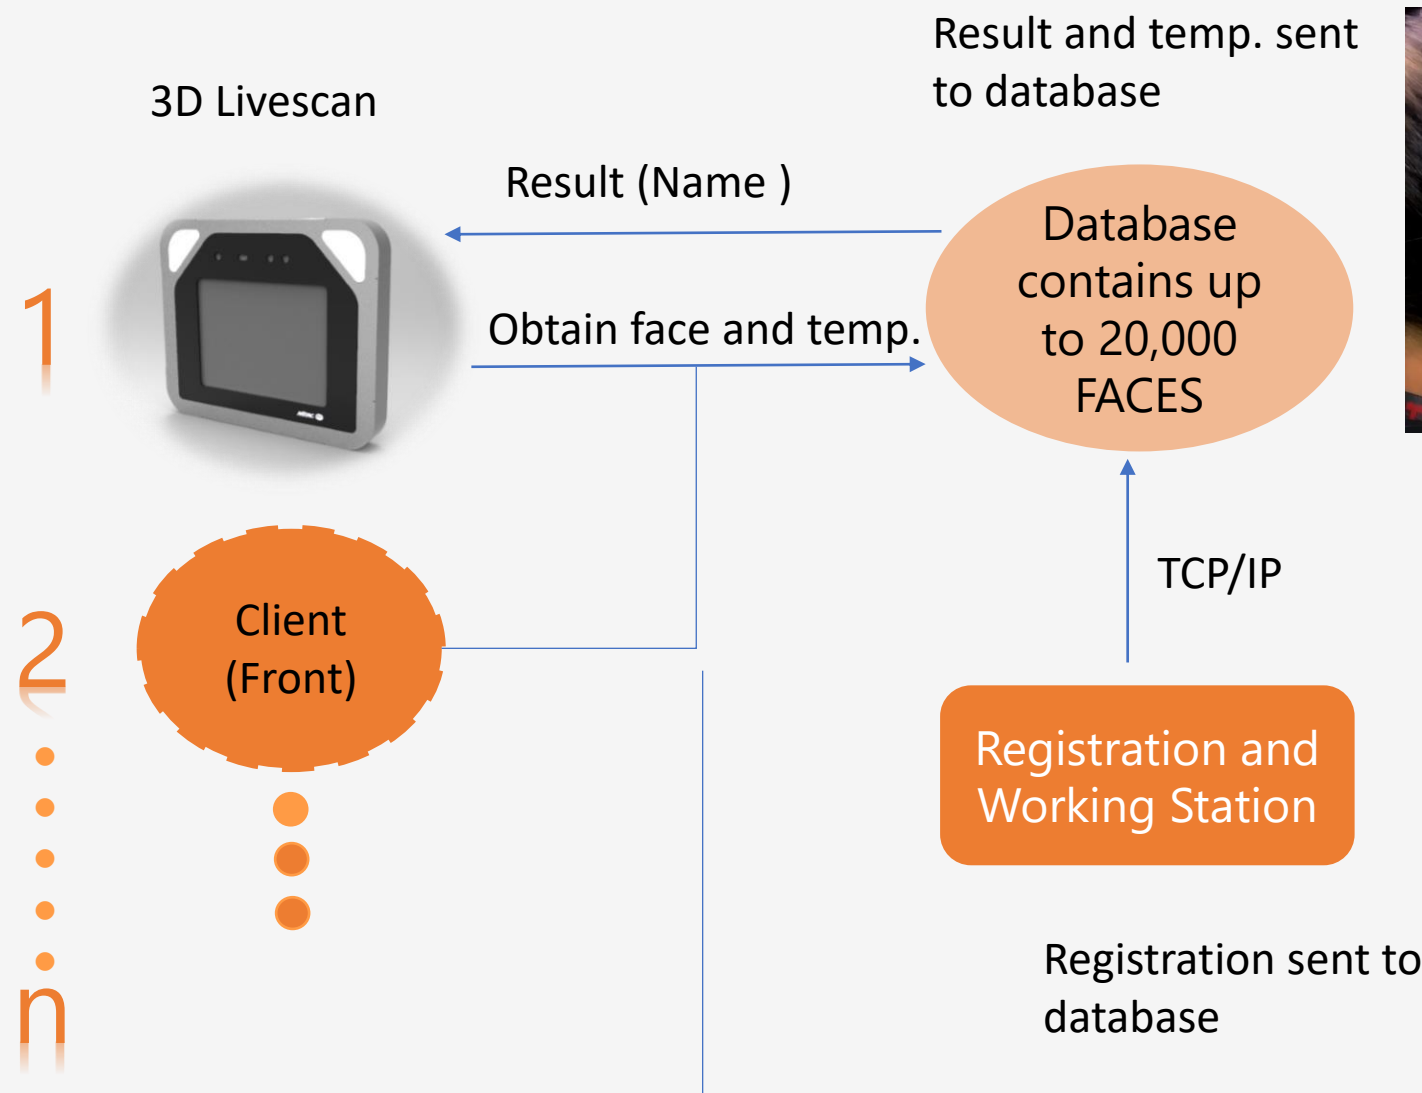 Result and temp. sent
to database
3D Livescan
Result (Name )
Database
contains up
to 20,000
FACES
1
Obtain face and temp.
TCP/IP
2
Client
(Front)
Registration and
Working Station
Registration sent to
database
n